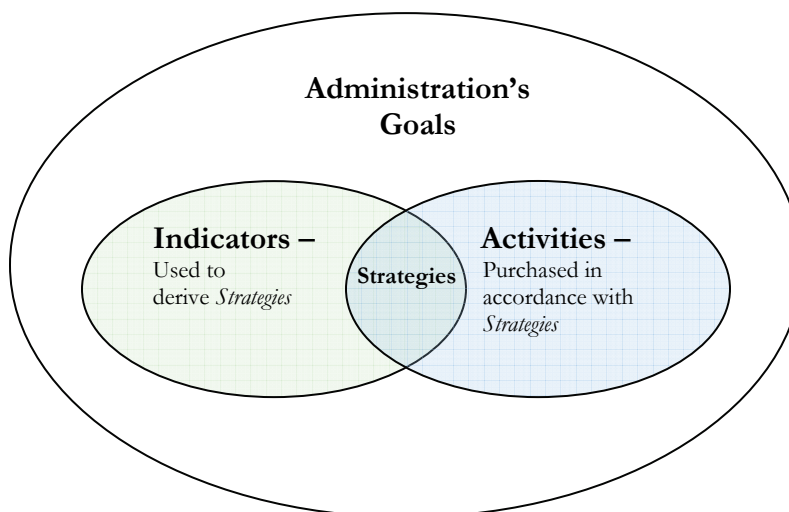 Administration's
Goals
Indicators –
Used to
derive Strategies
Strategies
Activities –
Purchased in
accordance with
Strategies